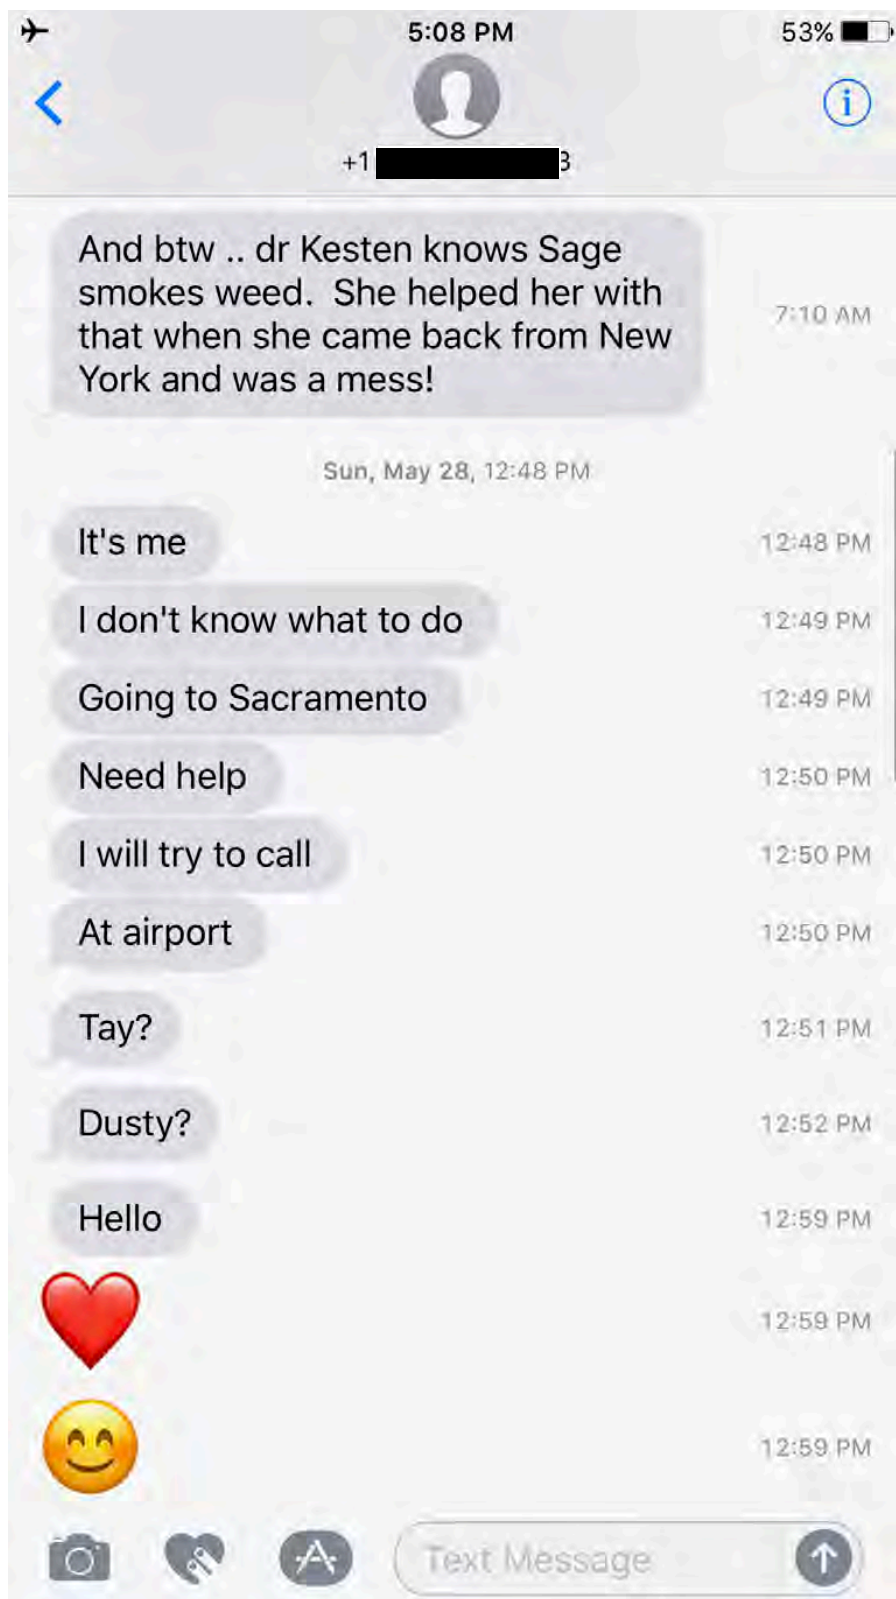 5:08 PM
53%
i
+1 3
And btw .. dr Kesten knows Sage
smokes weed.  She helped her with
that when she came back from New
York and was a mess!
7:10 AM
Sun, May 28, 12:48 PM
It's me
12:48 PM
I don't know what to do
12:49 PM
Going to Sacramento
12:49 PM
Need help
12:50 PM
I will try to call
12:50 PM
At airport
12:50 PM
Tay?
12:51 PM
Dusty?
12:52 PM
Hello
12:59 PM
❤️
12:59 PM
😊
12:59 PM
Text Message